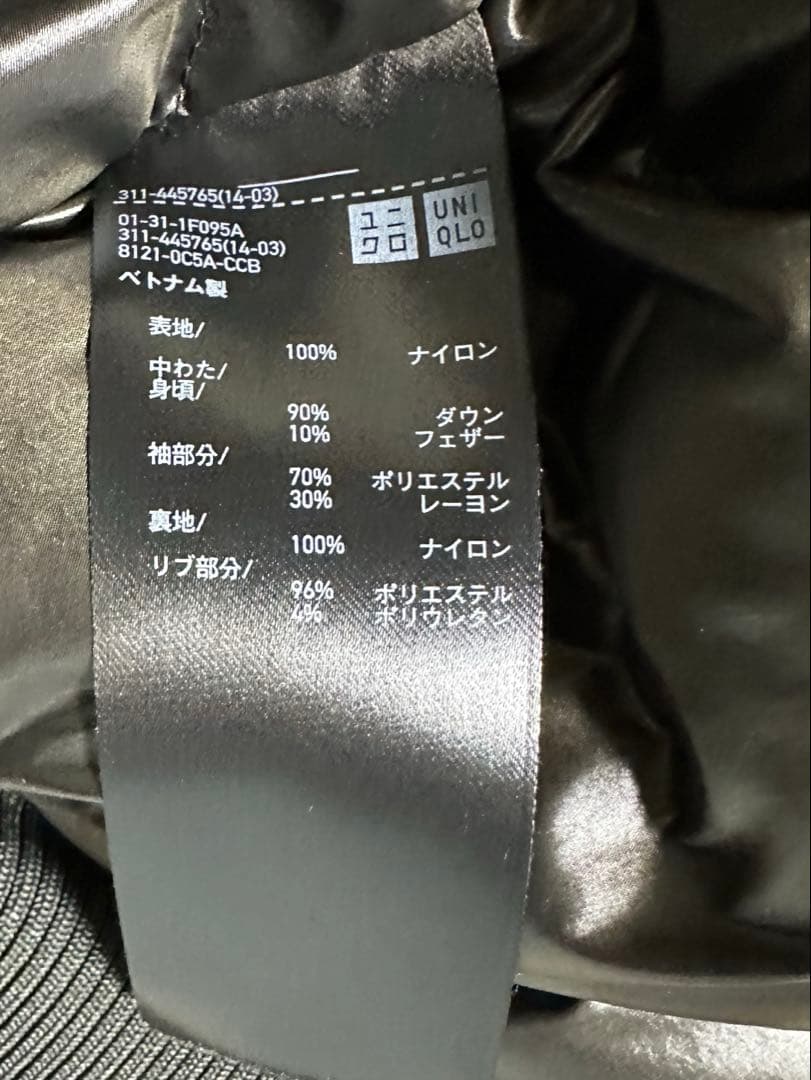 311-445765(14-03)
ユニ
クロ
UNI
QLO
01-31-1F095A
311-445765(14-03)
8121-0C5A-CCB
ベトナム製
表地/
100% ナイロン
中わた/
身頃/
90% ダウン
10% フェザー
袖部分/
70% ポリエステル
30% レーヨン
裏地/
100% ナイロン
リブ部分/
96% ポリエステル
4% ポリウレタン